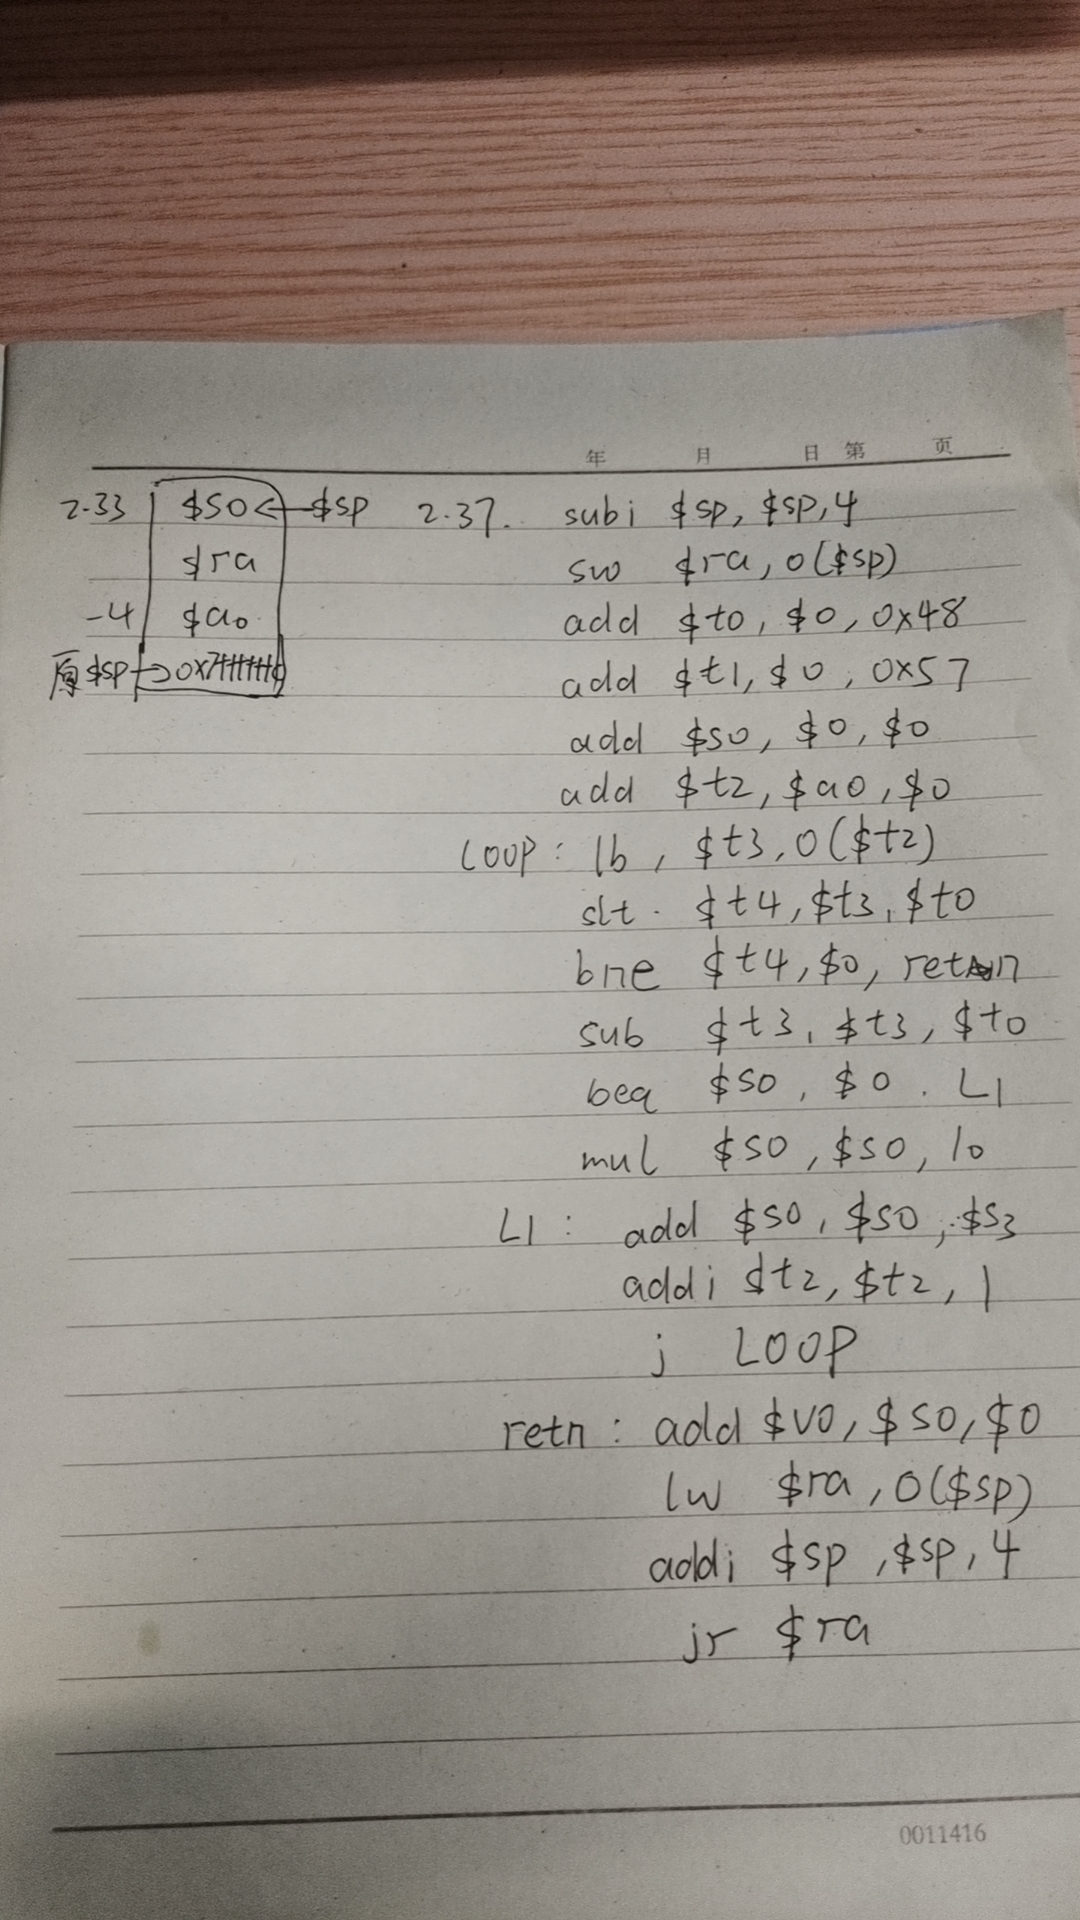 年 月 日 第 页
2.33 $s0 ← $sp
$ra
-4 $a0
原 $sp → 0x7ffffffc
2.37. subi $sp, $sp, 4
sw $ra, 0($sp)
add $t0, $0, 0x48
add $t1, $0, 0x57
add $s0, $0, $0
add $t2, $a0, $0
LOOP: lb, $t3, 0($t2)
slt. $t4, $t3, $t0
bne $t4, $0, retn
sub $t3, $t3, $t0
beq $s0, $0. L1
mul $s0, $s0, 10
L1: add $s0, $s0, $s3
addi $t2, $t2, 1
j LOOP
retn: add $v0, $s0, $0
lw $ra, 0($sp)
addi $sp, $sp, 4
jr $ra
0011416